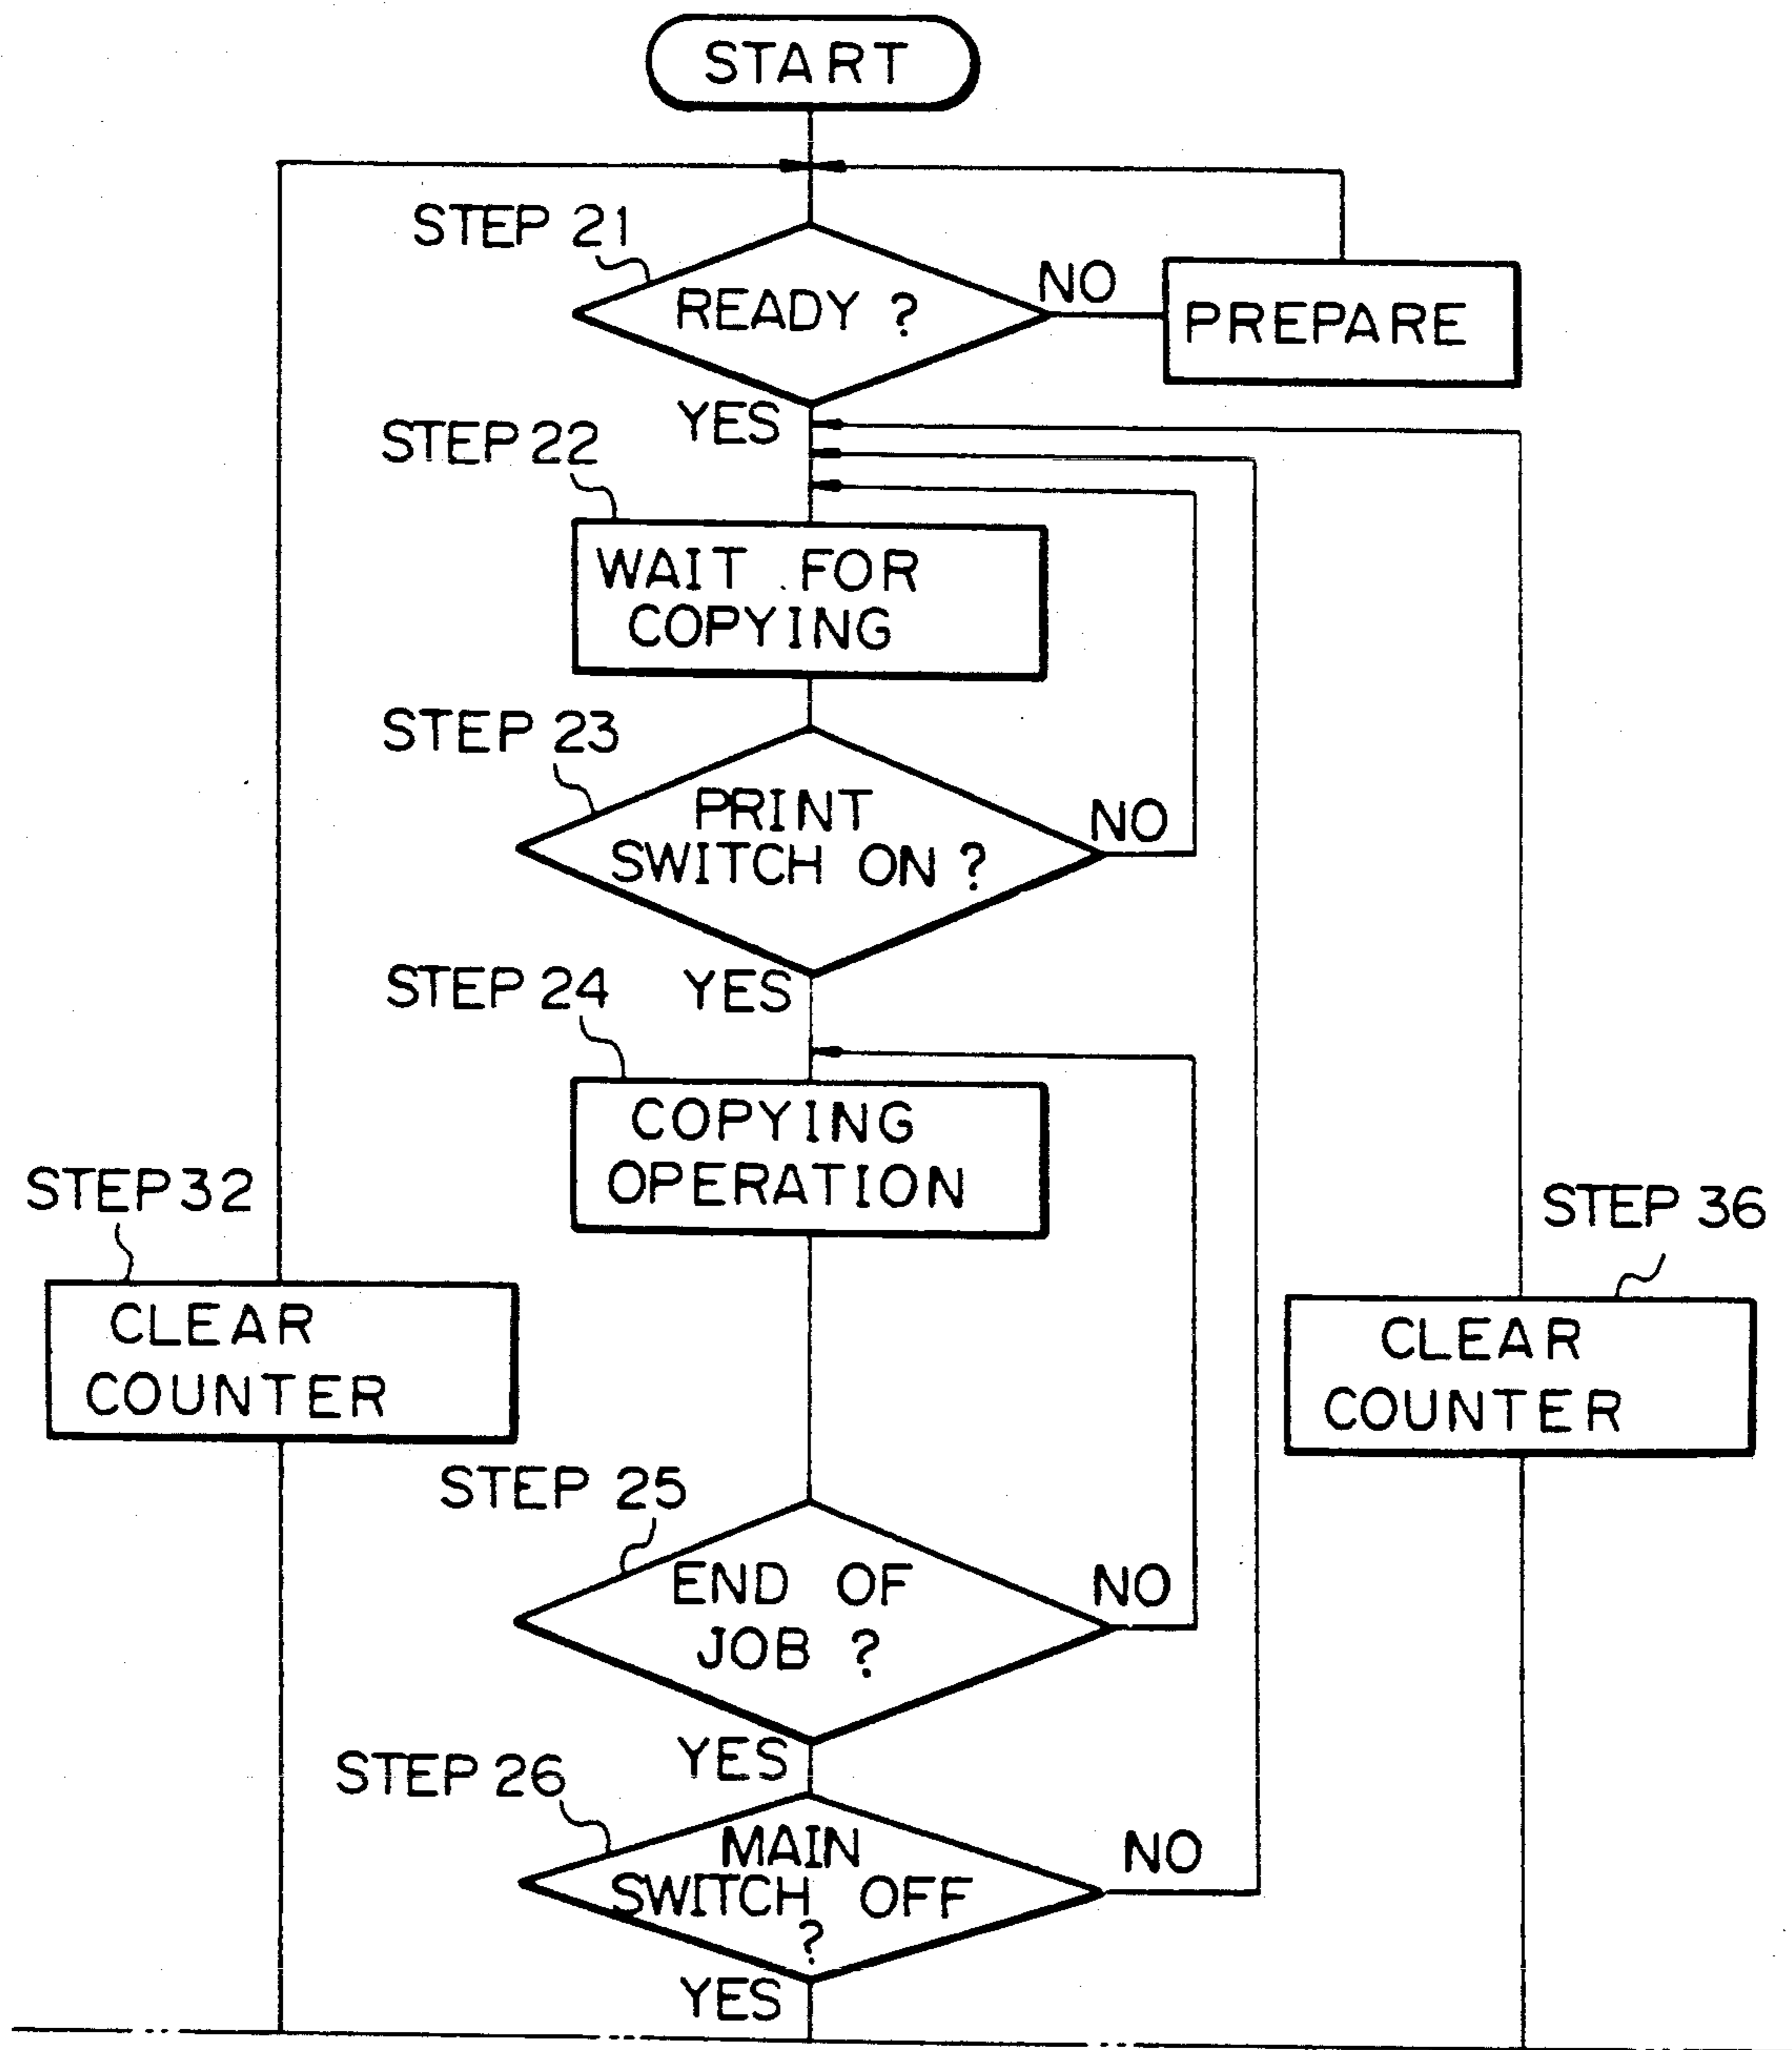 START
STEP 21
READY ?
NO
PREPARE
YES
STEP 22
WAIT FOR
COPYING
STEP 23
PRINT
SWITCH ON ?
NO
YES
STEP 24
COPYING
OPERATION
STEP 32
CLEAR
COUNTER
STEP 36
CLEAR
COUNTER
STEP 25
END OF
JOB ?
NO
YES
STEP 26
MAIN
SWITCH OFF
?
NO
YES